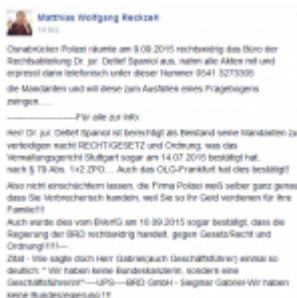 Matthias Wolfgang Reckzeh
Osnabrücker Polizei räumte am 9.09.2015 rechtswidrig das Büro der
Rechtsabteilung Dr. jur. Detlef Spaniol aus, nahm alle Akten mit und
erpresst dann telefonisch unter dieser Nummer 0541 3273305
die Mandanten und will diese zum Ausfüllen eines Fragebogens
zwingen
Für alle zur Info:
Herr Dr. jur. Detlef Spaniol ist berechtigt als Beistand seine Mandanten zu
verteidigen nacht RECHT/GESETZ und Ordnung, was das
Verwaltungsgericht Stuttgart sogar am 14.07.2015 bestätigt hat,
nach § 79 Abs. 1+2 ZPO.... Auch das OLG-Frankfurt hat dies bestätigt!
Also nicht einschüchtern lassen, die Firma Polizei weiß selber ganz genau
dass Sie Verbrecherisch handeln, weil Sie so Ihr Geld verdienen für Ihre
Familie!!!
Auch wurde dies vom BVerfG am 10.09.2015 sogar bestätigt, dass die
Regierung der BRD rechtswidrig handelt, gegen Gesetz/Recht und
Ordnung!!!!!---
Zitat - Wie sagte doch Herr Gabriel(auch Geschäftsführer) einmal so
deutlich: " Wir haben keine Bundeskanzlerin, sondern eine
Geschäftsführerin"----UPS----BRD GmbH - Siegmar Gabriel-Wir haben
keine Bundesregierung !!!